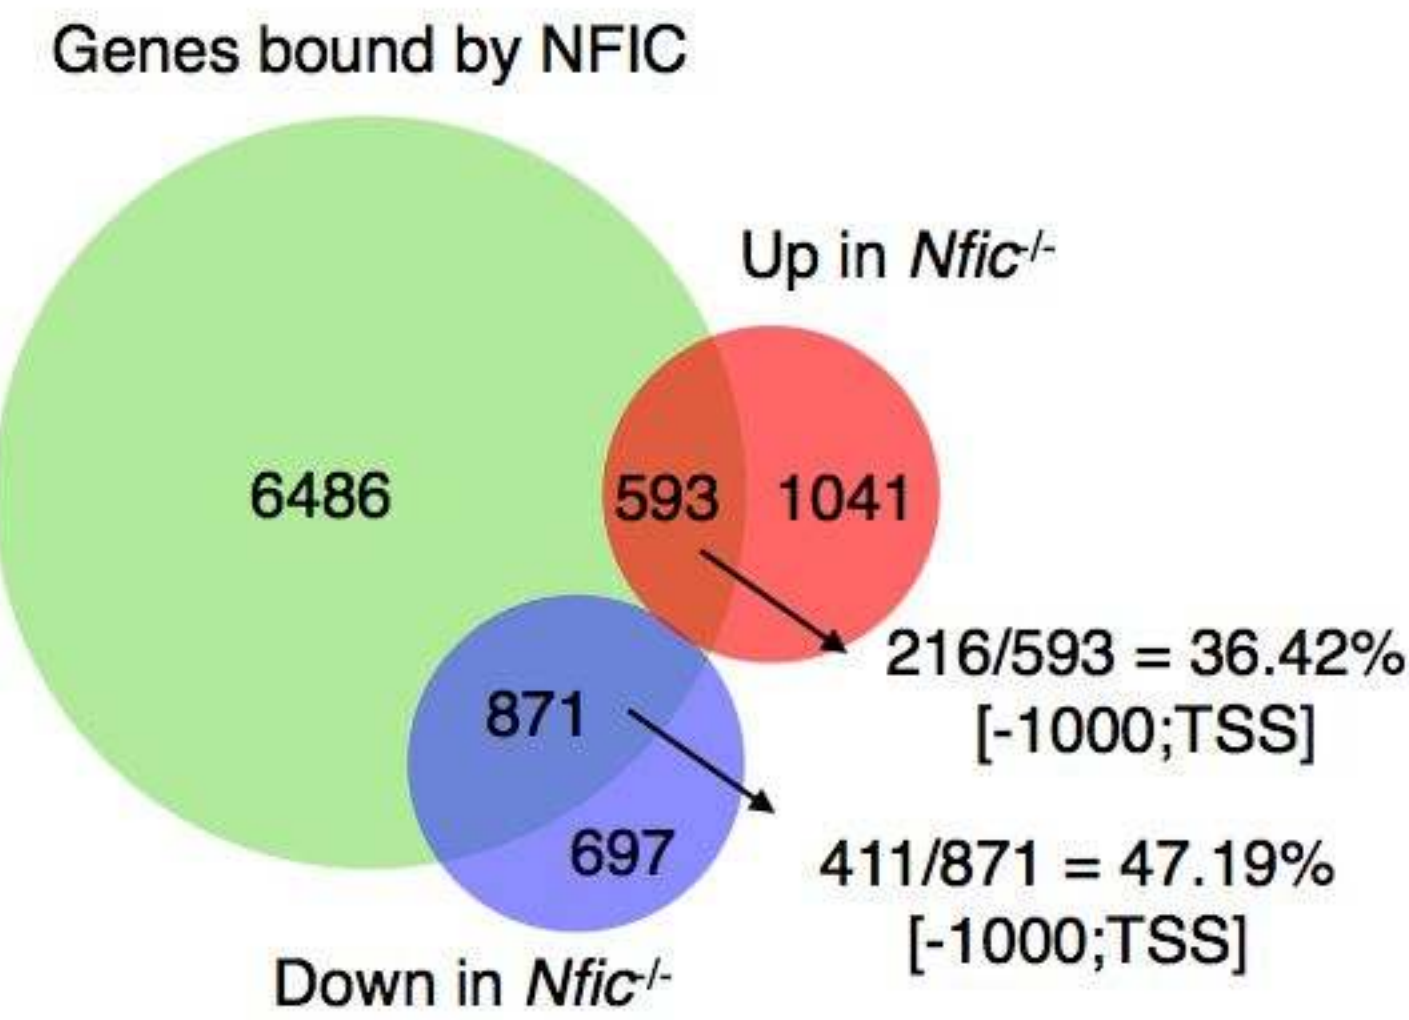 Genes bound by NFIC
Up in Nfic-/-
6486
593
1041
216/593 = 36.42%
[-1000;TSS]
871
697
411/871 = 47.19%
[-1000;TSS]
Down in Nfic-/-